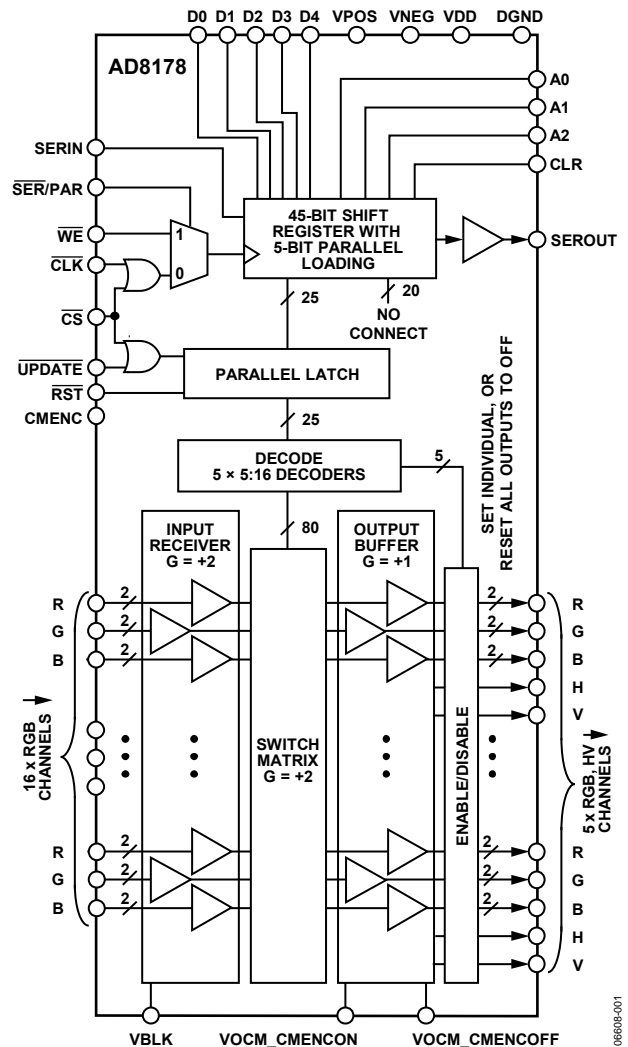 D0 D1 D2 D3 D4 VPOS VNEG VDD DGND
AD8178
A0
A1
A2
CLR
SERIN
SER/PAR
WE
CLK
CS
UPDATE
RST
CMENC
1
0
45-BIT SHIFT
REGISTER WITH
5-BIT PARALLEL
LOADING
SEROUT
25
20
NO
CONNECT
PARALLEL LATCH
25
DECODE
5 × 5:16 DECODERS
5
SET INDIVIDUAL, OR
RESET ALL OUTPUTS TO OFF
80
INPUT
RECEIVER
G = +2
OUTPUT
BUFFER
G = +1
SWITCH
MATRIX
G = +2
ENABLE/DISABLE
R 2 2 R
G 2 2 G
B 2 2 B
H
V
16 x RGB
CHANNELS
5 x RGB, HV
CHANNELS
R 2 2 R
G 2 2 G
B 2 2 B
H
V
VBLK VOCM_CMENCON VOCM_CMENCOFF
06608-001